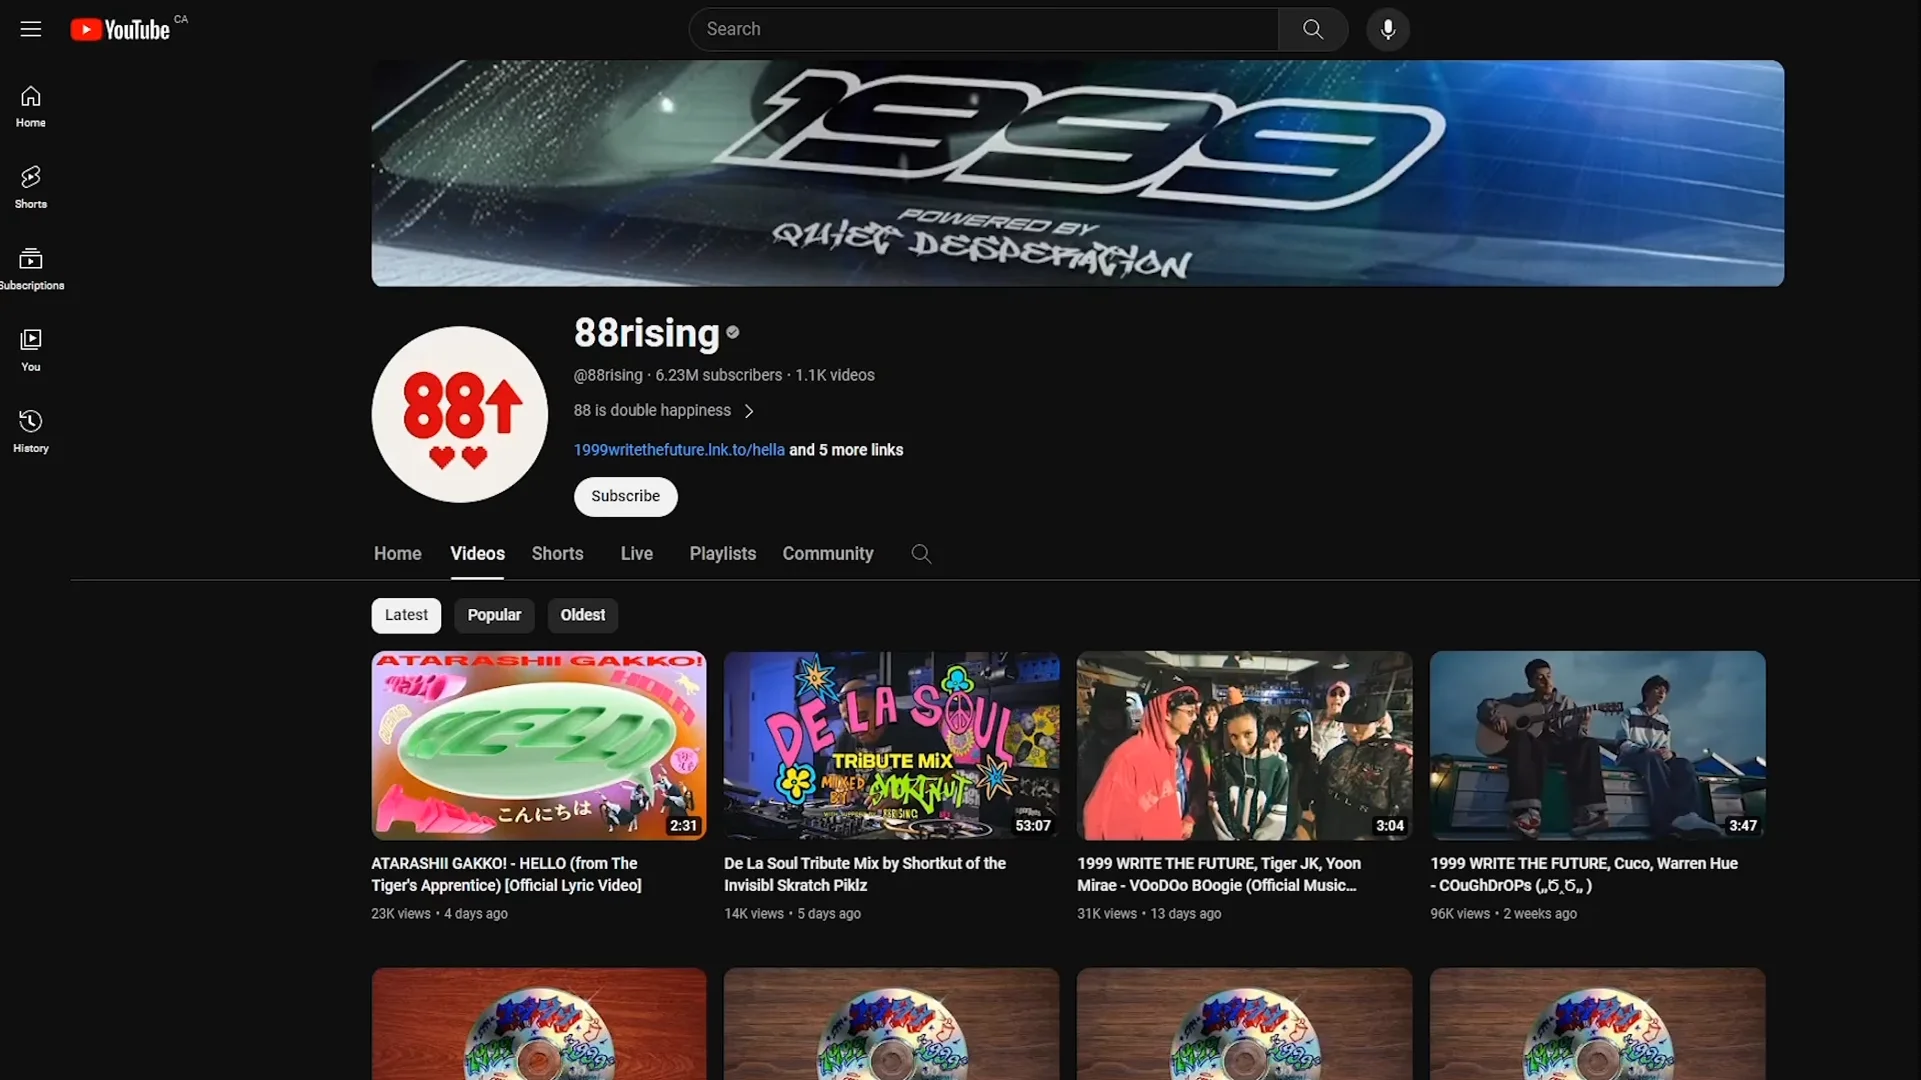 YouTube CA
Search
Home
Shorts
Subscriptions
You
History
1999
POWERED BY
QUIET DESPERATION
88
88rising
@88rising · 6.23M subscribers · 1.1K videos
88 is double happiness
1999writethefuture.lnk.to/hella and 5 more links
Subscribe
Home Videos Shorts Live Playlists Community
Latest Popular Oldest
ATARASHII GAKKO!
HELLO
HOLA
HELLO
こんにちは
2:31
DE LA SOUL
TRIBUTE MIX
MIXED
BY
SHORTKUT
53:07
3:04
3:47
ATARASHII GAKKO! - HELLO (from The
Tiger's Apprentice) [Official Lyric Video]
23K views • 4 days ago
De La Soul Tribute Mix by Shortkut of the
Invisibl Skratch Piklz
14K views • 5 days ago
1999 WRITE THE FUTURE, Tiger JK, Yoon
Mirae - VOoDOo BOogie (Official Music...
31K views • 13 days ago
1999 WRITE THE FUTURE, Cuco, Warren Hue
- COuGhDrOPs („Ծ‸Ծ„ )
96K views • 2 weeks ago